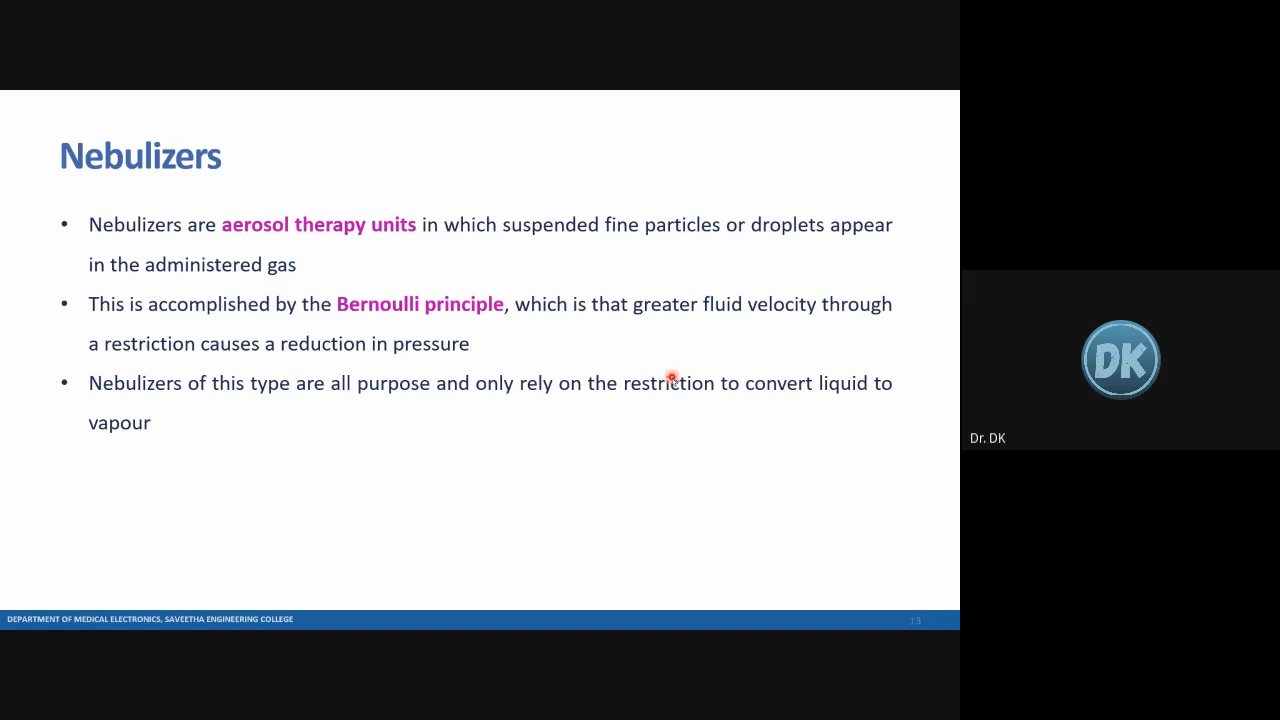 Nebulizers
• Nebulizers are aerosol therapy units in which suspended fine particles or droplets appear
in the administered gas
• This is accomplished by the Bernoulli principle, which is that greater fluid velocity through
a restriction causes a reduction in pressure
• Nebulizers of this type are all purpose and only rely on the restriction to convert liquid to
vapour
DEPARTMENT OF MEDICAL ELECTRONICS, SAVEETHA ENGINEERING COLLEGE
13
DK
Dr. DK